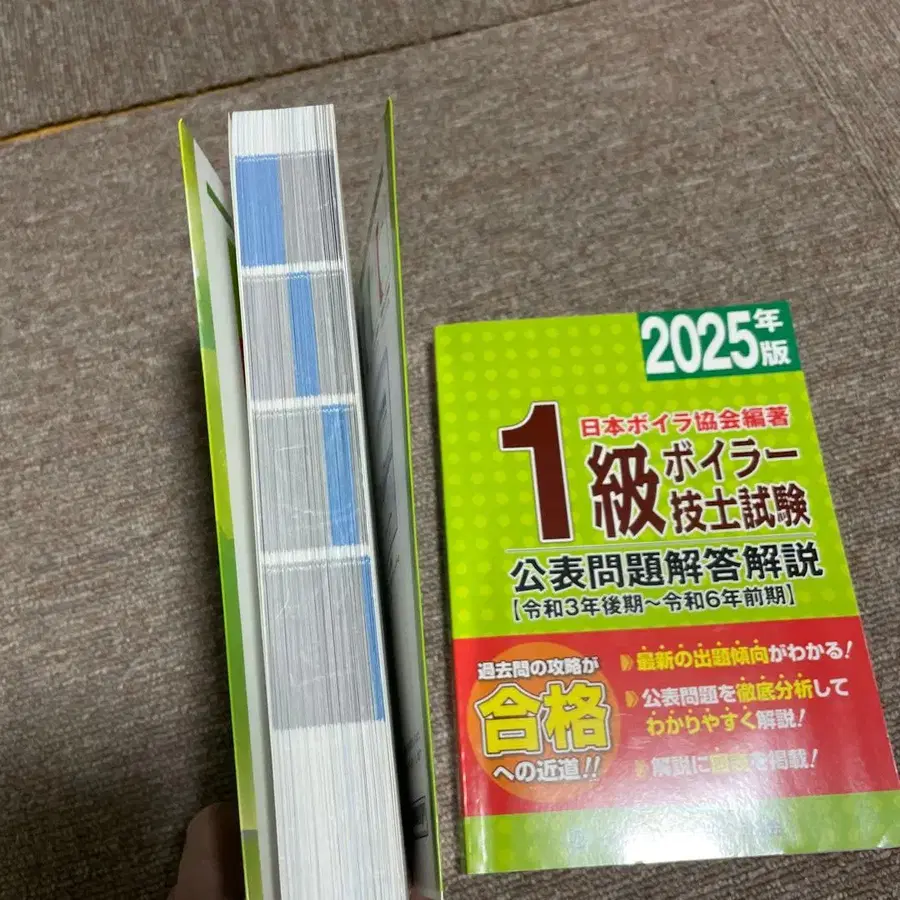 2025年版
日本ボイラ協会編著
1級ボイラー技士試験
公表問題解答解説
【令和3年後期~令和6年前期】
過去問の攻略が
合格
への近道!!
最新の出題傾向がわかる!
公表問題を徹底分析して
わかりやすく解説!
解説に図表を掲載!